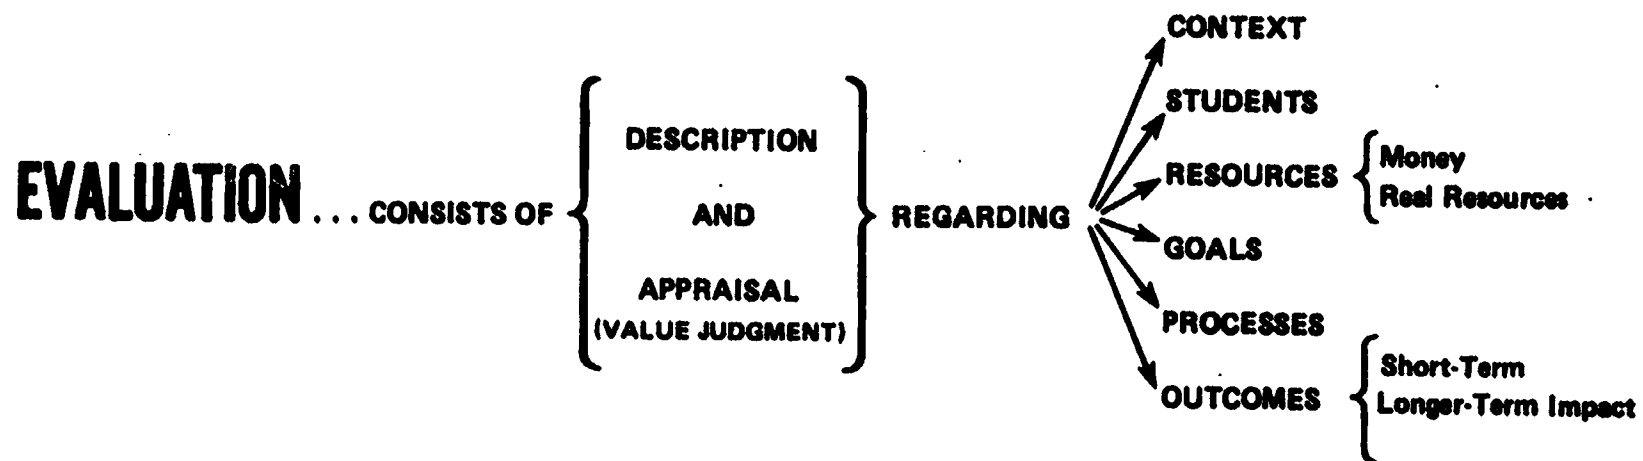 EVALUATION ... CONSISTS OF
DESCRIPTION
AND
APPRAISAL
(VALUE JUDGMENT)
REGARDING
CONTEXT
STUDENTS
RESOURCES
Money
Real Resources
GOALS
PROCESSES
OUTCOMES
Short-Term
Longer-Term Impact